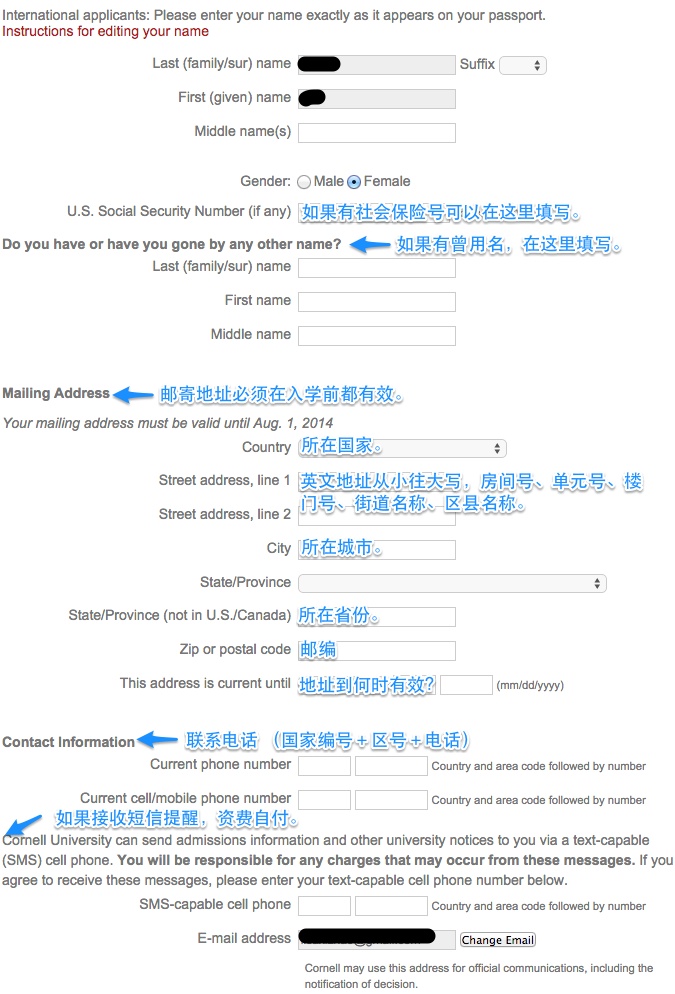 International applicants: Please enter your name exactly as it appears on your passport.
Instructions for editing your name
Last (family/sur) name
Suffix
First (given) name
Middle name(s)
Gender: Male Female
U.S. Social Security Number (if any) 如果有社会保险号可以在这里填写。
Do you have or have you gone by any other name? 如果有曾用名，在这里填写。
Last (family/sur) name
First name
Middle name
Mailing Address 邮寄地址必须在入学前都有效。
Your mailing address must be valid until Aug. 1, 2014
Country 所在国家。
Street address, line 1 英文地址从小往大写，房间号、单元号、楼
门号、街道名称、区县名称。
Street address, line 2
City 所在城市。
State/Province
State/Province (not in U.S./Canada) 所在省份。
Zip or postal code 邮编
This address is current until 地址到何时有效? (mm/dd/yyyy)
Contact Information 联系电话 （国家编号＋区号＋电话）
Current phone number Country and area code followed by number
Current cell/mobile phone number Country and area code followed by number
如果接收短信提醒，资费自付。
Cornell University can send admissions information and other university notices to you via a text-capable
(SMS) cell phone. You will be responsible for any charges that may occur from these messages. If you
agree to receive these messages, please enter your text-capable cell phone number below.
SMS-capable cell phone Country and area code followed by number
E-mail address Change Email
Cornell may use this address for official communications, including the
notification of decision.